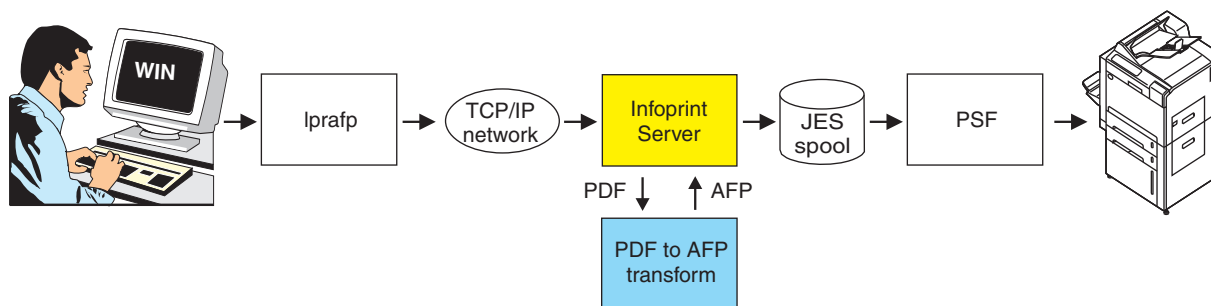 WIN
lprafp
TCP/IP
network
Infoprint
Server
JES
spool
PSF
PDF
AFP
PDF to AFP
transform